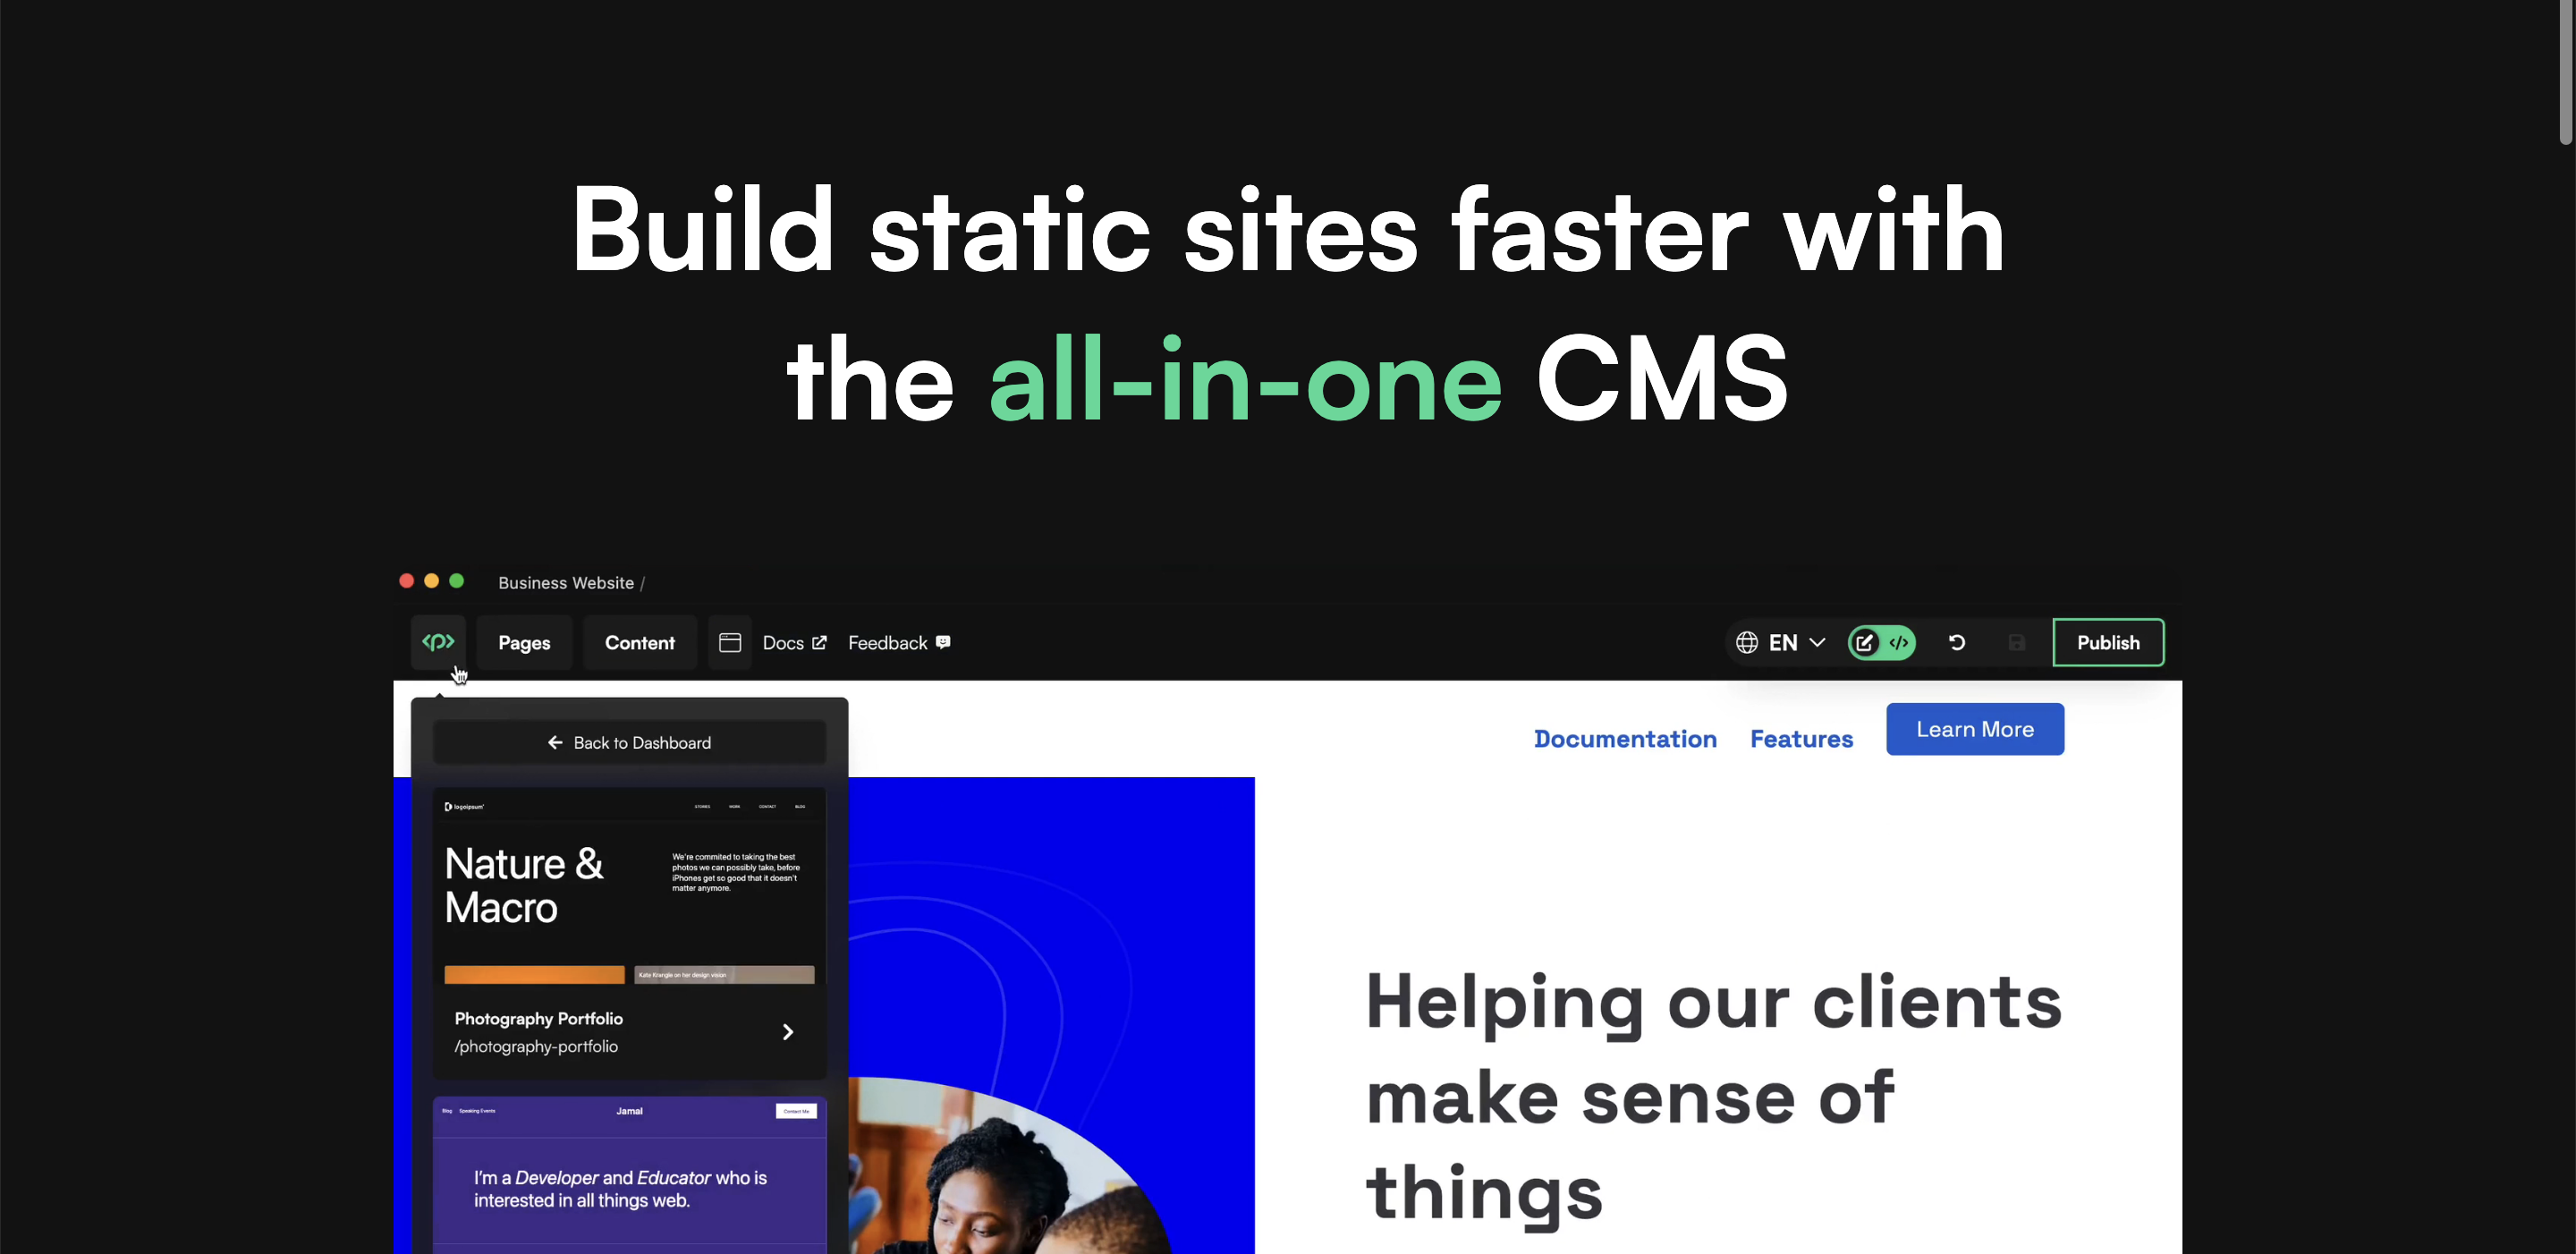 Build static sites faster with
the all-in-one CMS
Business Website /
Pages
Content
Docs
Feedback
EN
Publish
Back to Dashboard
Documentation
Features
Learn More
logoipsum
STORIES
WORK
CONTACT
BLOG
Nature &
Macro
We're commited to taking the best
photos we can possibly take, before
iPhones get so good that it doesn't
matter anymore.
Kate Krangle on tier design vision
Photography Portfolio
/photography-portfolio
Blog
Speaking Events
Jamal
Contact Me
I'm a Developer and Educator who is
interested in all things web.
Helping our clients
make sense of
things